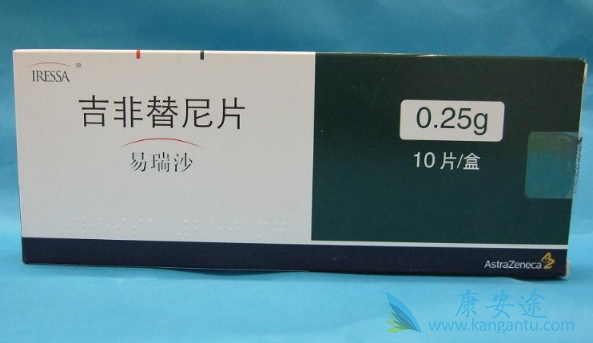 IRESSA®
吉非替尼片
易瑞沙
0.25g
10片/盒
AstraZeneca
康安途
www.kangantu.com